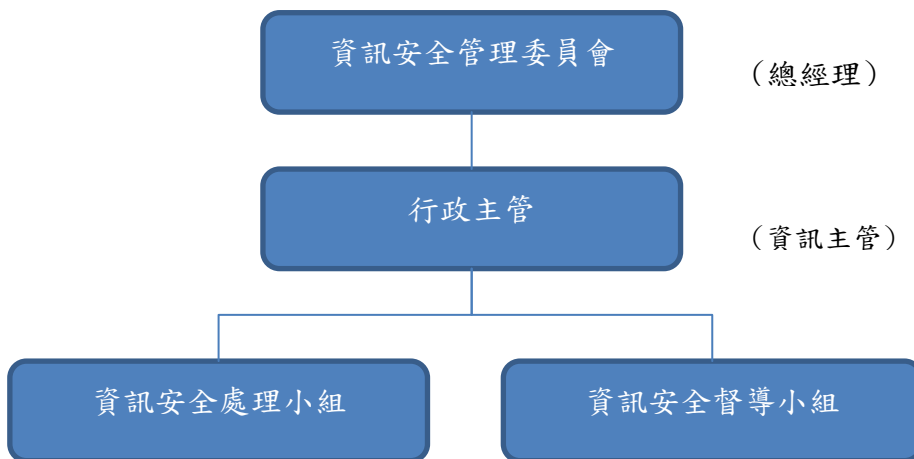 資訊安全管理委員會
（總經理）
行政主管
（資訊主管）
資訊安全處理小組
資訊安全督導小組